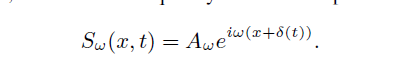 S_ω(x, t) = A_ω e^{iω(x+δ(t))}.